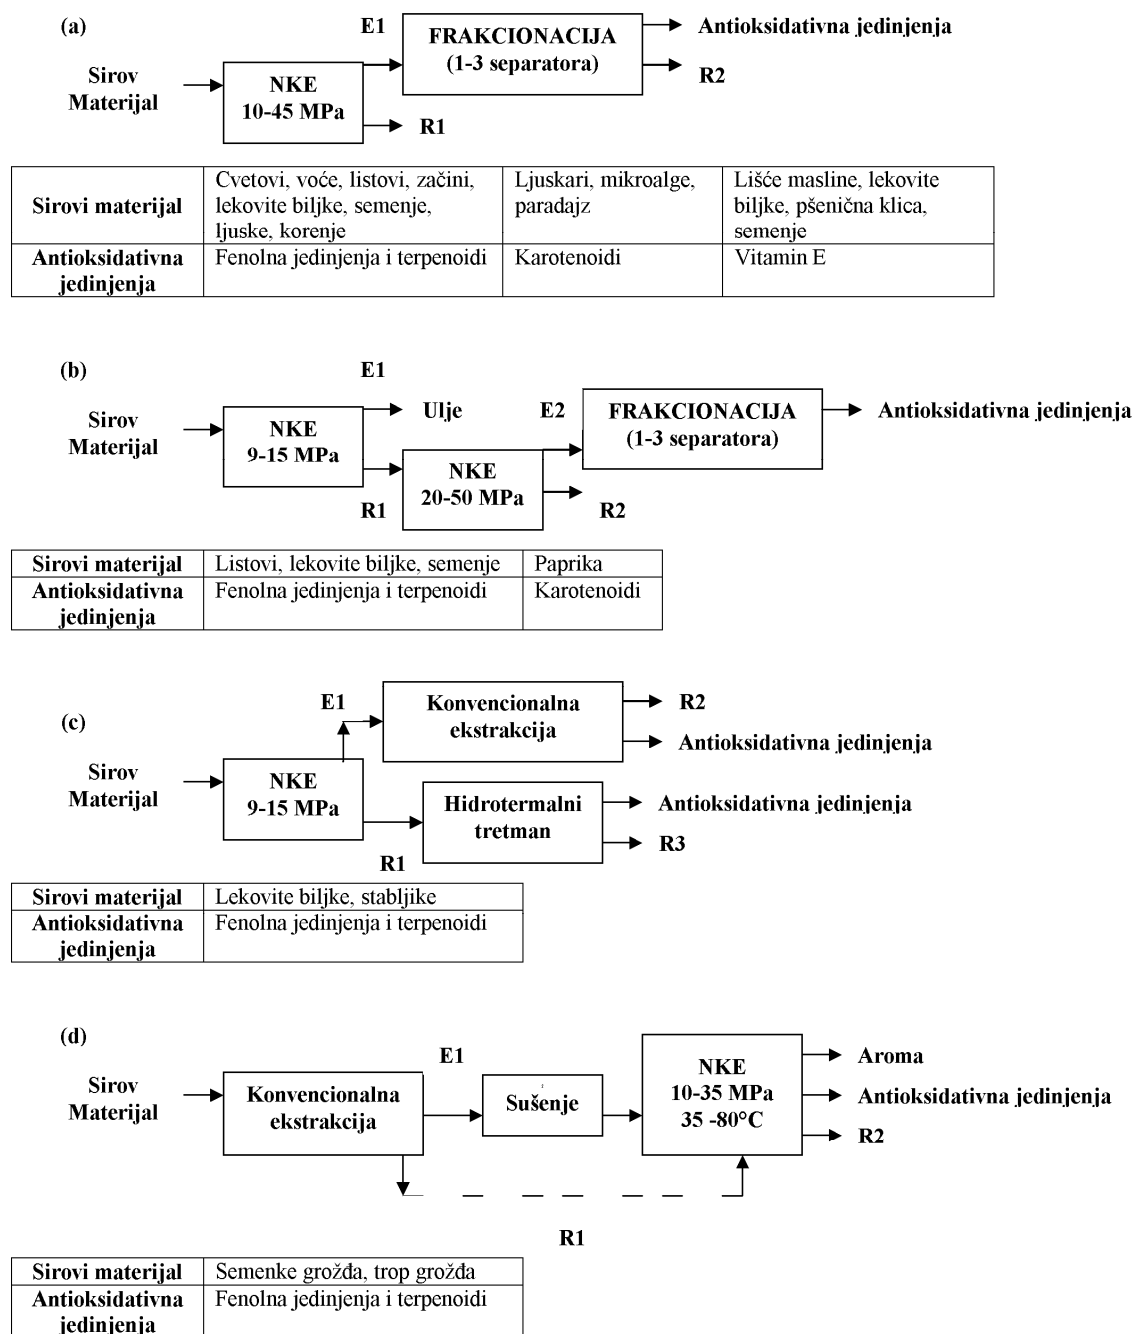 (a)
E1
FRAKCIONACIJA
(1-3 separatora)
Antioksidativna jedinjenja
R2
Sirov
Materijal
NKE
10-45 MPa
R1
Sirovi materijal
Cvetovi, voće, listovi, začini,
lekovite biljke, semenje,
ljuske, korenje
Ljuskari, mikroalge,
paradajz
Lišće masline, lekovite
biljke, pšenična klica,
semenje
Antioksidativna
jedinjenja
Fenolna jedinjenja i terpenoidi
Karotenoidi
Vitamin E
(b)
E1
Sirov
Materijal
NKE
9-15 MPa
Ulje
E2
FRAKCIONACIJA
(1-3 separatora)
Antioksidativna jedinjenja
R1
NKE
20-50 MPa
R2
Sirovi materijal
Listovi, lekovite biljke, semenje
Paprika
Antioksidativna
jedinjenja
Fenolna jedinjenja i terpenoidi
Karotenoidi
(c)
E1
Konvencionalna
ekstrakcija
R2
Antioksidativna jedinjenja
Sirov
Materijal
NKE
9-15 MPa
R1
Hidrotermalni
tretman
Antioksidativna jedinjenja
R3
Sirovi materijal
Lekovite biljke, stabljike
Antioksidativna
jedinjenja
Fenolna jedinjenja i terpenoidi
(d)
Sirov
Materijal
Konvencionalna
ekstrakcija
E1
Sušenje
NKE
10-35 MPa
35 -80°C
Aroma
Antioksidativna jedinjenja
R2
R1
Sirovi materijal
Semenke grožđa, trop grožđa
Antioksidativna
jedinjenja
Fenolna jedinjenja i terpenoidi